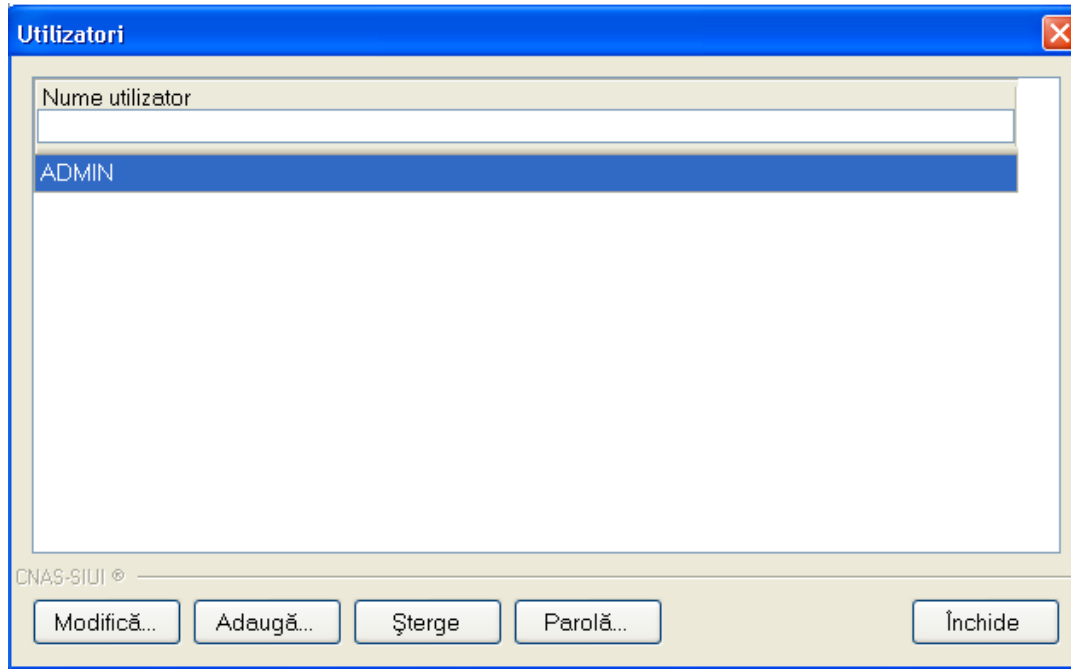 Utilizatori
Nume utilizator
ADMIN
CNAS-SIUI ®
Modifică... Adaugă... Şterge Parolă... Închide